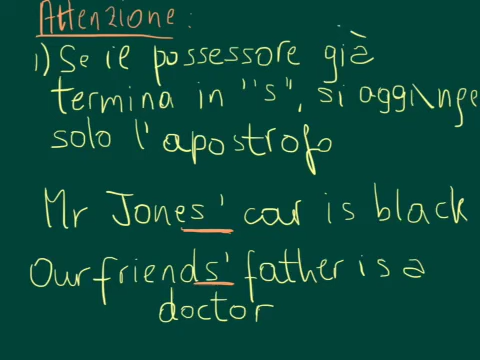 Attenzione:
1) Se il possessore già
termina in "s", si aggiunge
solo l'apostrofo
Mr Jones' car is black
Our friends' father is a
doctor